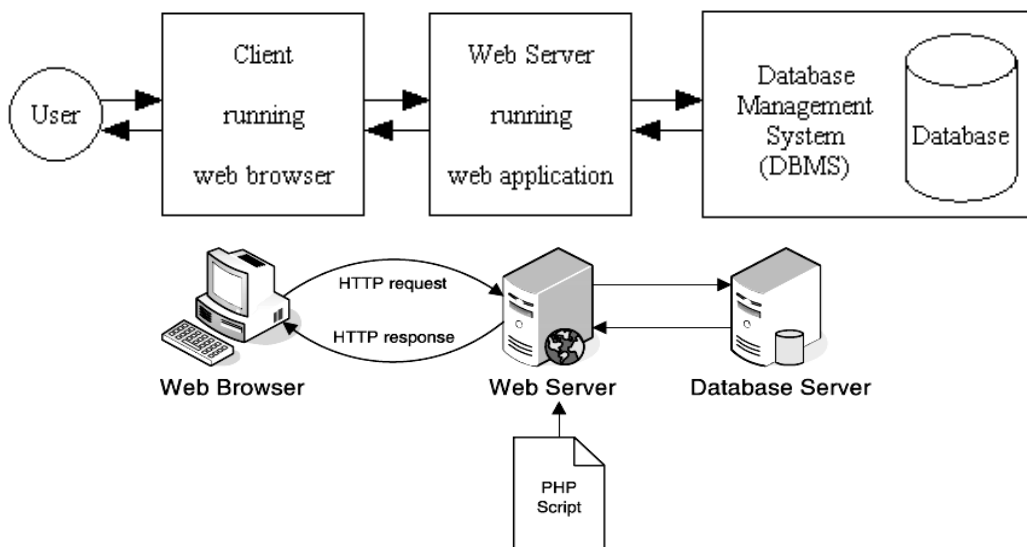 User
Client
running
web browser
Web Server
running
web application
Database
Management
System
(DBMS)
Database
HTTP request
HTTP response
Web Browser
Web Server
Database Server
PHP
Script